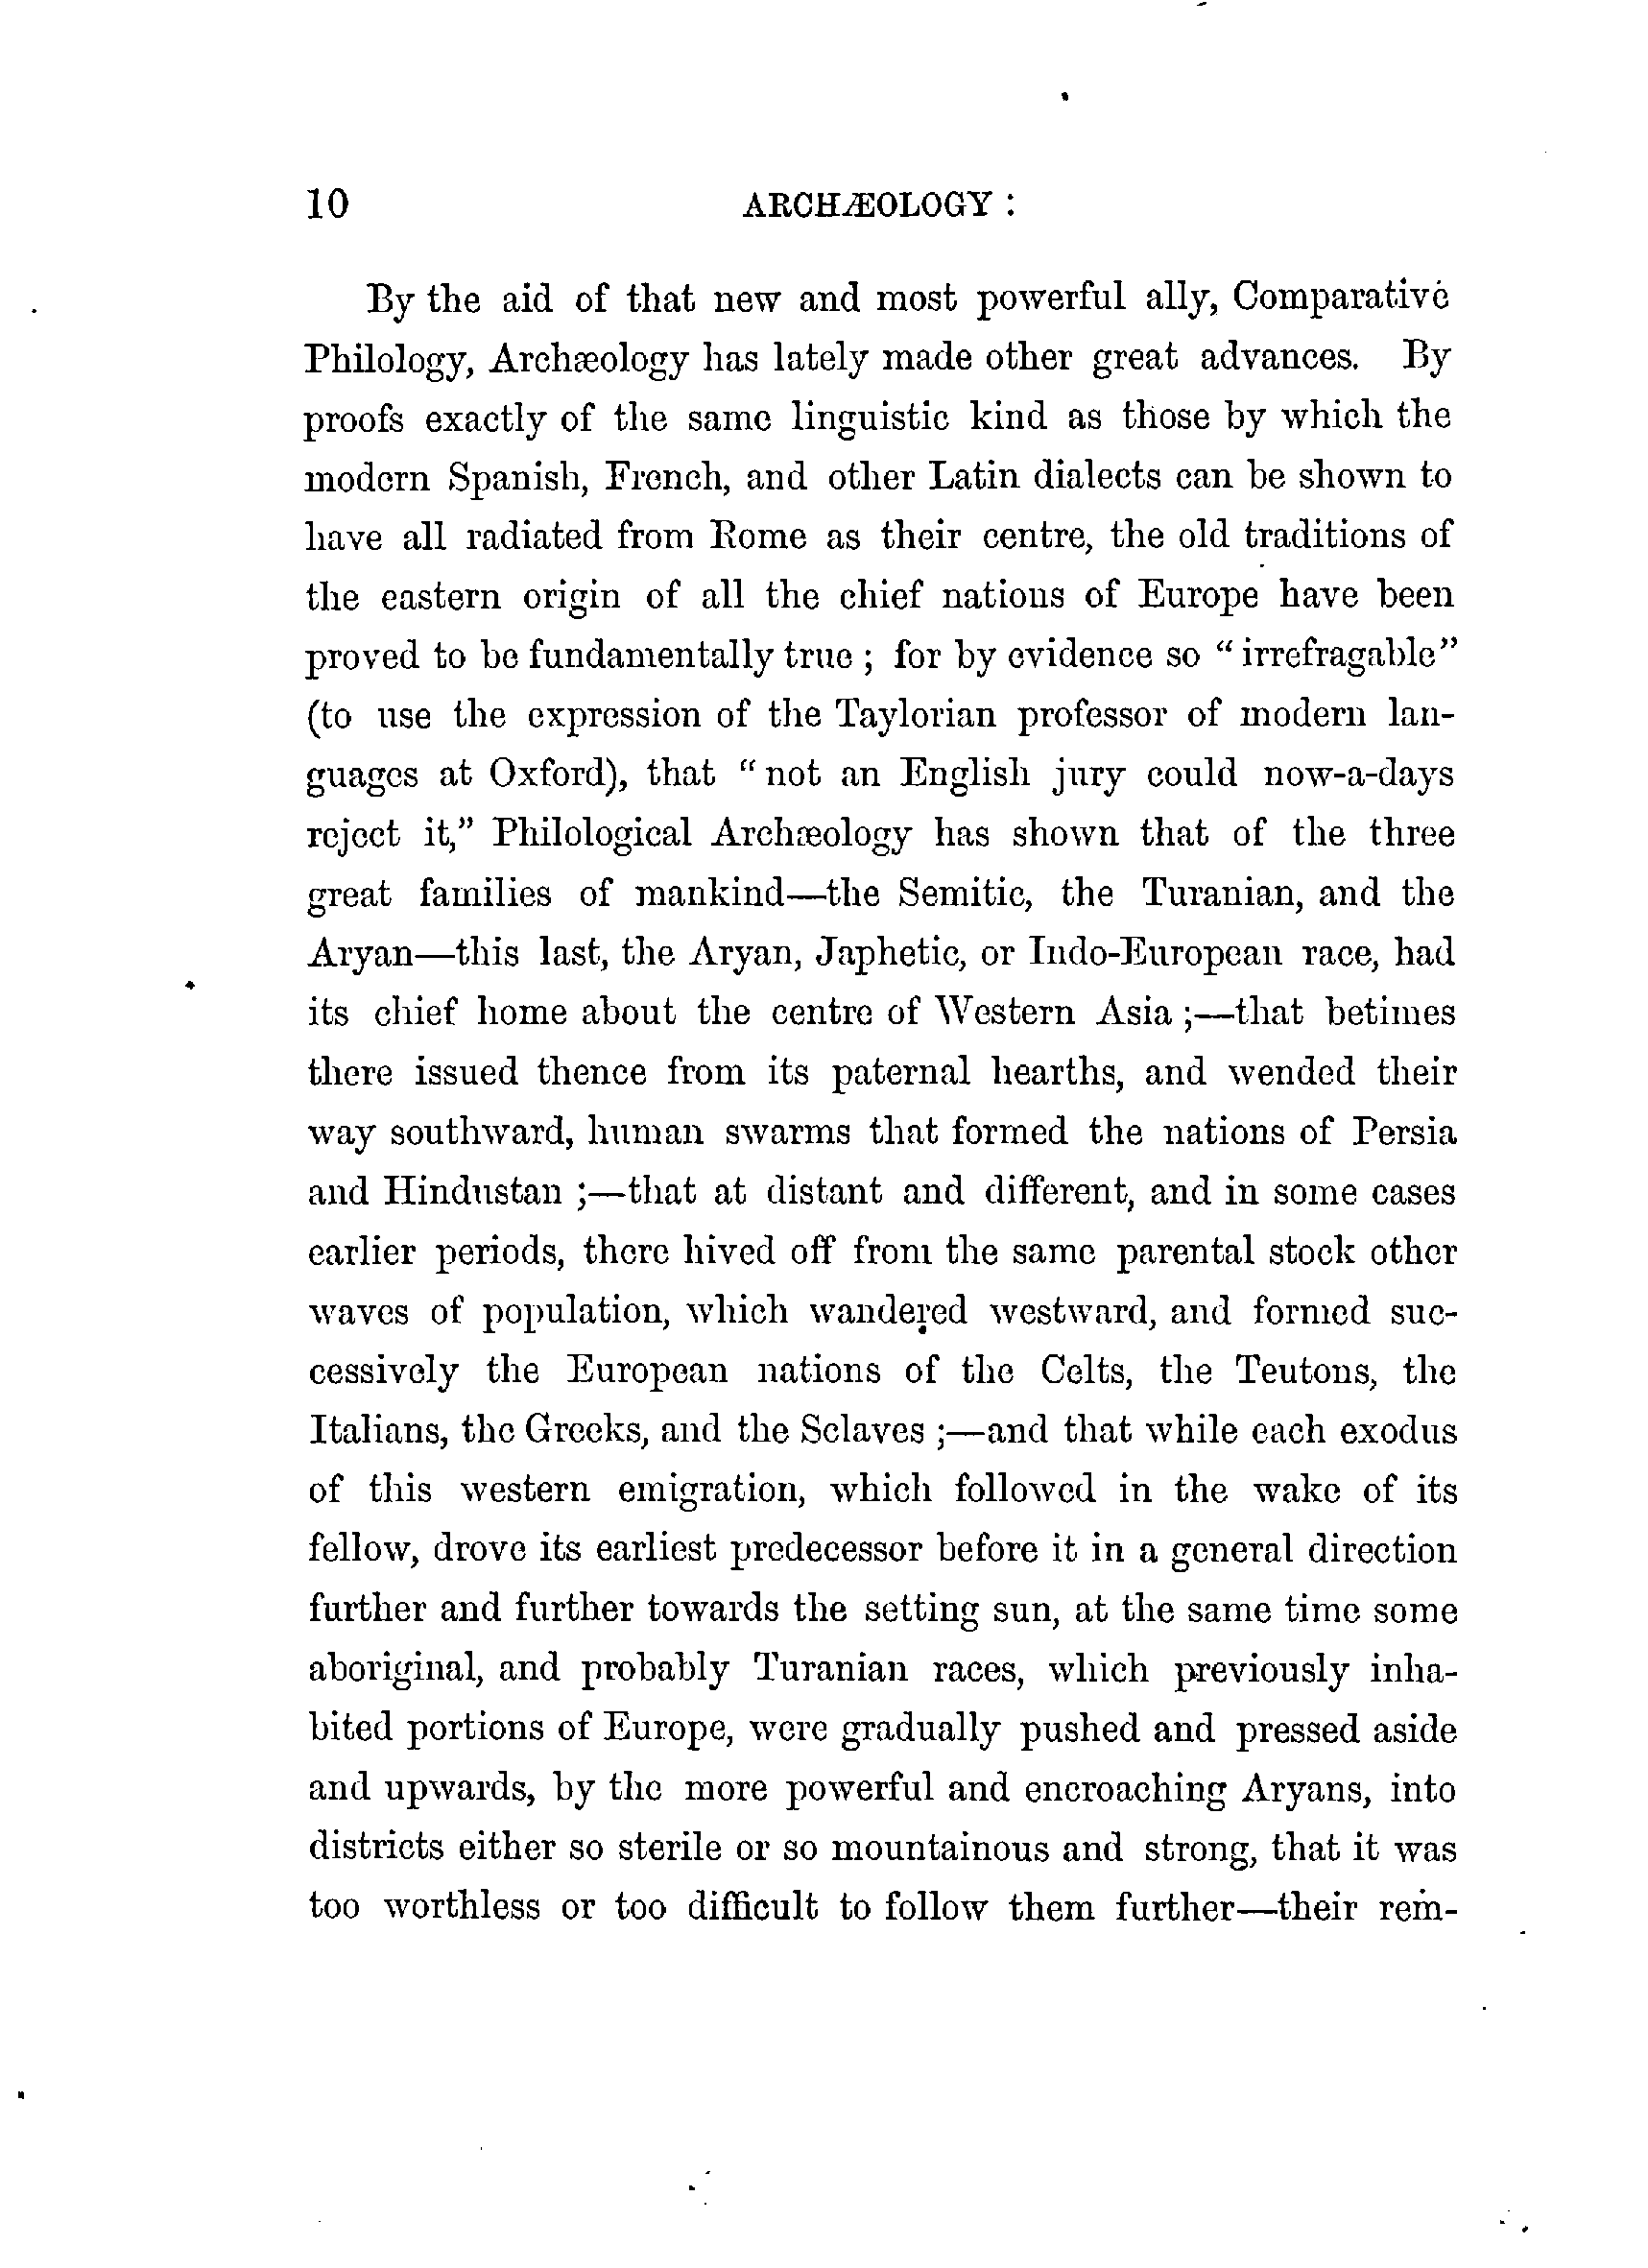 10 ARCHÆOLOGY :
By the aid of that new and most powerful ally, Comparative
Philology, Archæology has lately made other great advances. By
proofs exactly of the same linguistic kind as those by which the
modern Spanish, French, and other Latin dialects can be shown to
have all radiated from Rome as their centre, the old traditions of
the eastern origin of all the chief nations of Europe have been
proved to be fundamentally true ; for by evidence so “ irrefragable”
(to use the expression of the Taylorian professor of modern lan-
guages at Oxford), that “ not an English jury could now-a-days
reject it,” Philological Archæology has shown that of the three
great families of mankind—the Semitic, the Turanian, and the
Aryan—this last, the Aryan, Japhetic, or Indo-European race, had
its chief home about the centre of Western Asia ;—that betimes
there issued thence from its paternal hearths, and wended their
way southward, human swarms that formed the nations of Persia
and Hindustan ;—that at distant and different, and in some cases
earlier periods, there hived off from the same parental stock other
waves of population, which wandered westward, and formed suc-
cessively the European nations of the Celts, the Teutons, the
Italians, the Greeks, and the Sclaves ;—and that while each exodus
of this western emigration, which followed in the wake of its
fellow, drove its earliest predecessor before it in a general direction
further and further towards the setting sun, at the same time some
aboriginal, and probably Turanian races, which previously inha-
bited portions of Europe, were gradually pushed and pressed aside
and upwards, by the more powerful and encroaching Aryans, into
districts either so sterile or so mountainous and strong, that it was
too worthless or too difficult to follow them further—their rem-